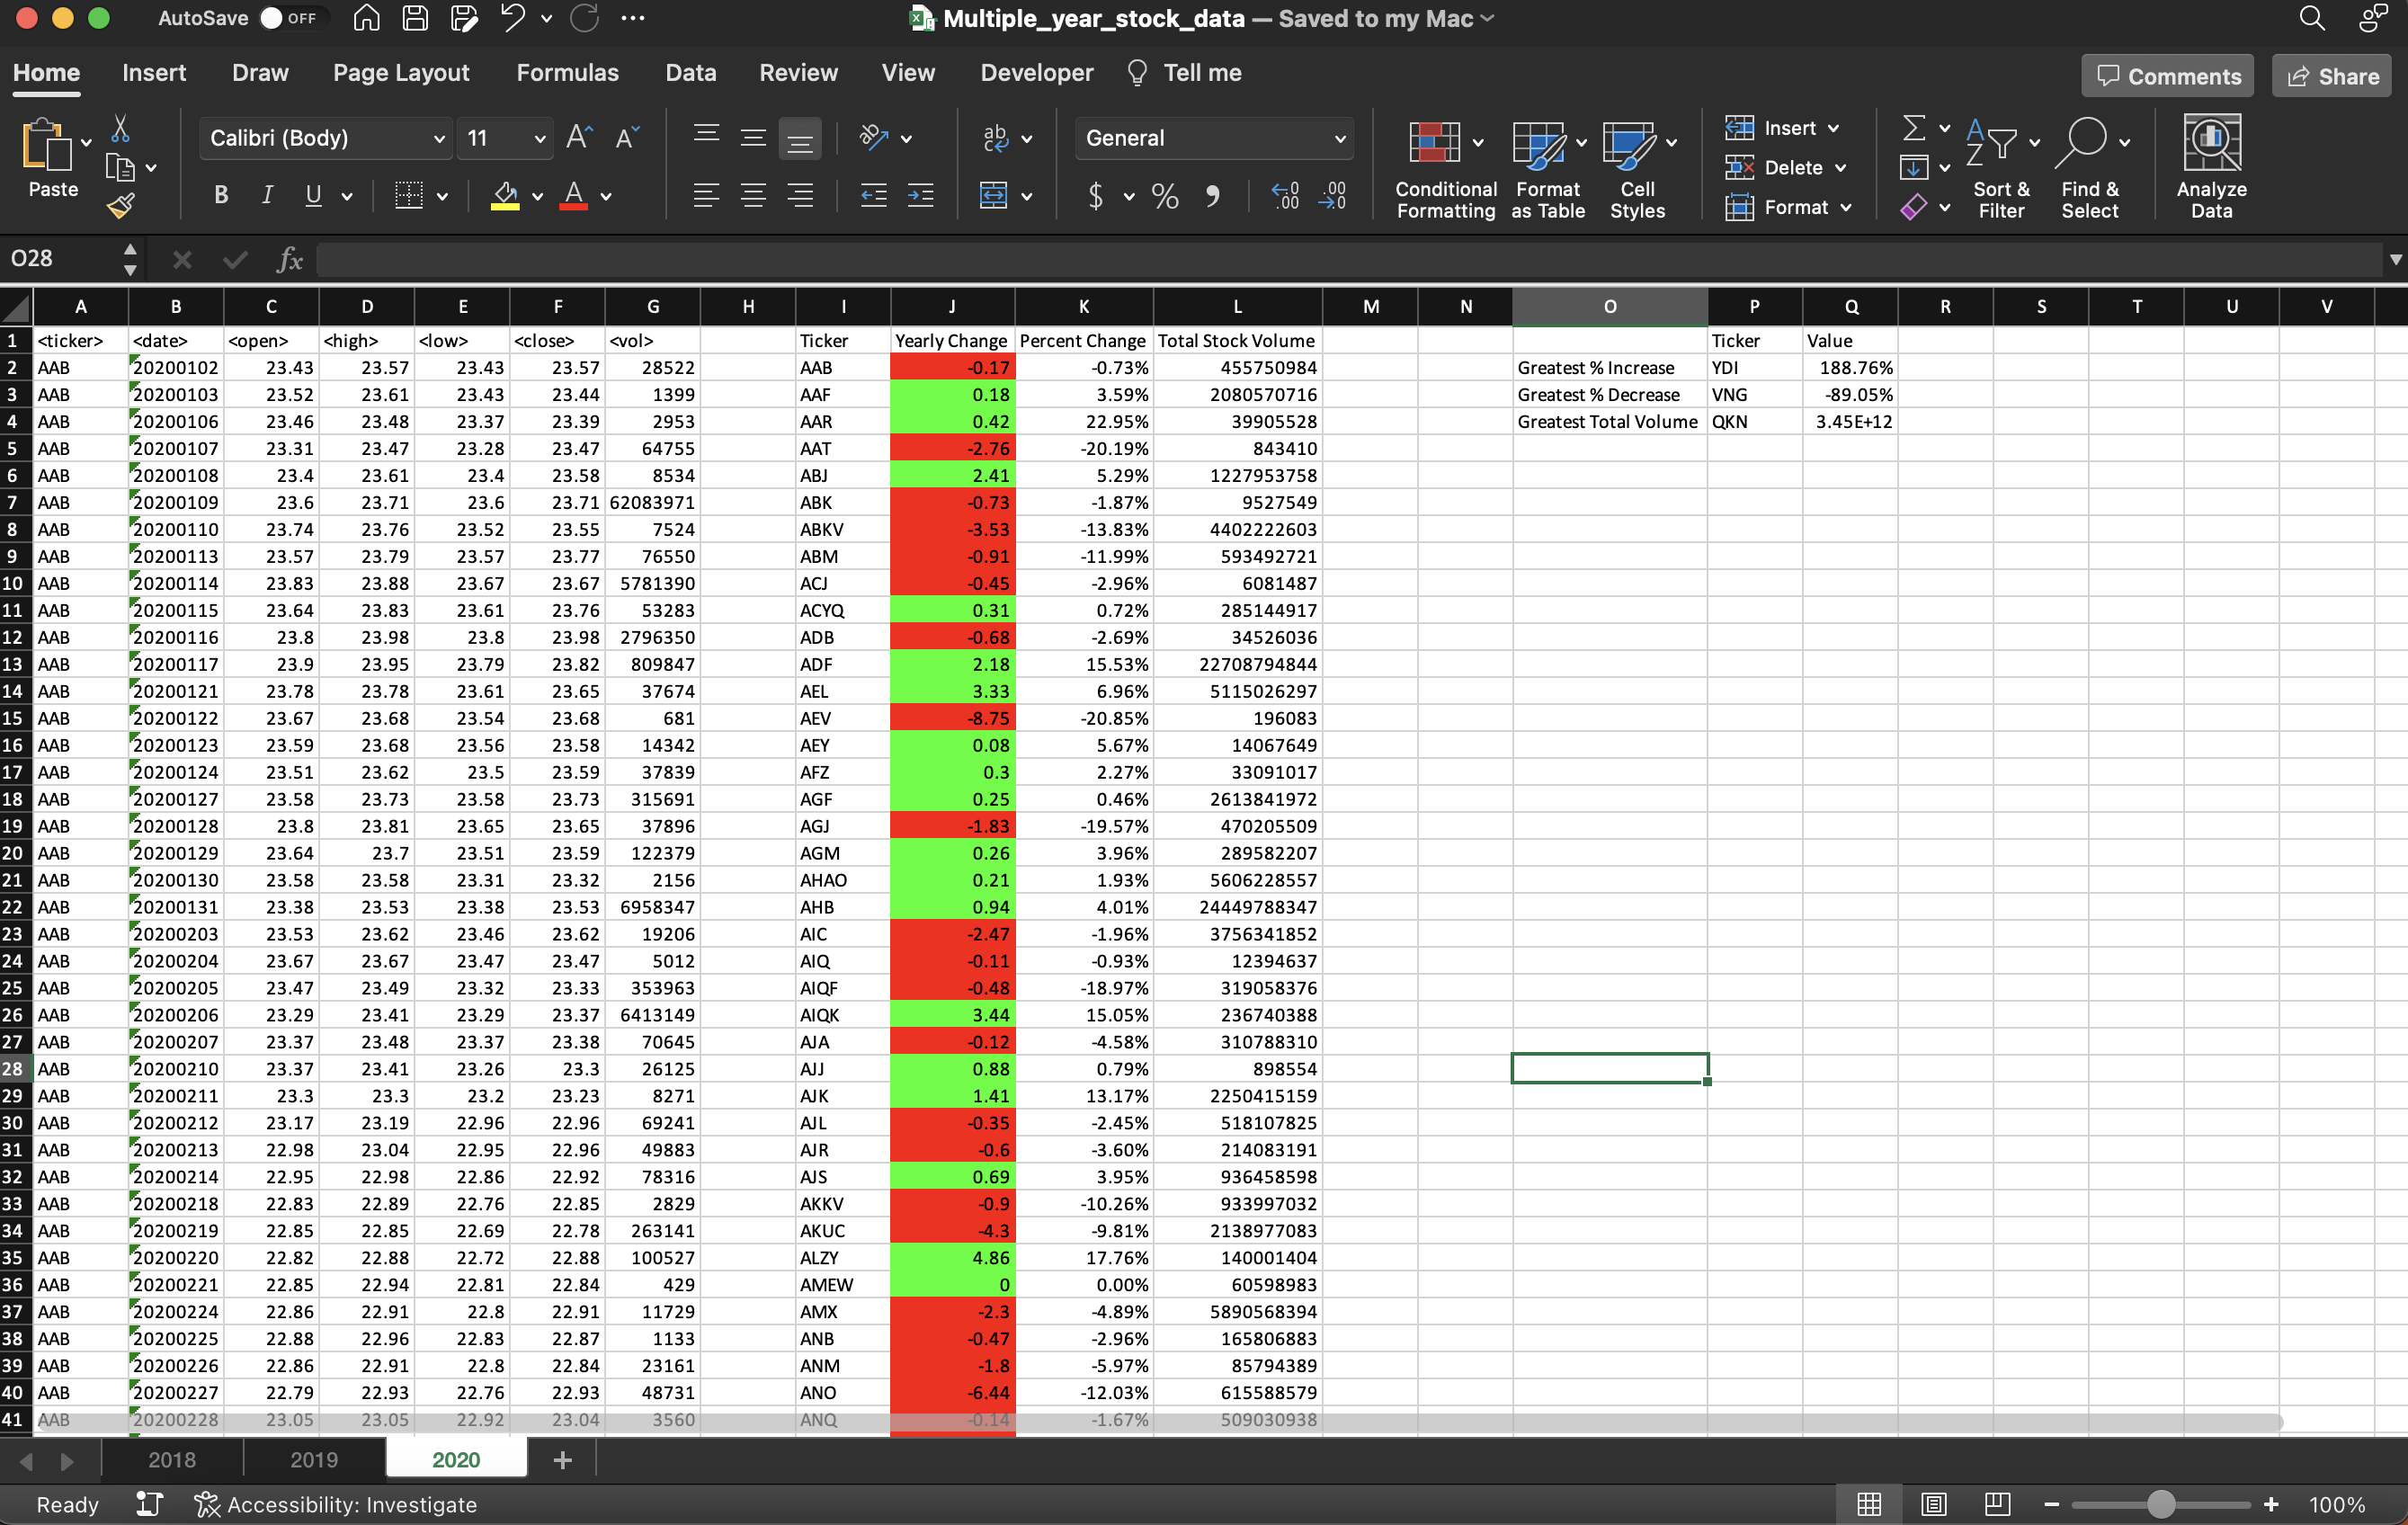 AutoSave OFF Multiple_year_stock_data — Saved to my Mac
Home Insert Draw Page Layout Formulas Data Review View Developer Tell me Comments Share
Paste Calibri (Body) 11 General Conditional Formatting Format as Table Cell Styles Insert Delete Format Sort & Filter Find & Select Analyze Data
O28 fx
A B C D E F G H I J K L M N O P Q R S T U V
1 <ticker> <date> <open> <high> <low> <close> <vol> Ticker Yearly Change Percent Change Total Stock Volume Ticker Value
2 AAB 20200102 23.43 23.57 23.43 23.57 28522 AAB -0.17 -0.73% 455750984 Greatest % Increase YDI 188.76%
3 AAB 20200103 23.52 23.61 23.43 23.44 1399 AAF 0.18 3.59% 2080570716 Greatest % Decrease VNG -89.05%
4 AAB 20200106 23.46 23.48 23.37 23.39 2953 AAR 0.42 22.95% 39905528 Greatest Total Volume QKN 3.45E+12
5 AAB 20200107 23.31 23.47 23.28 23.47 64755 AAT -2.76 -20.19% 843410
6 AAB 20200108 23.4 23.61 23.4 23.58 8534 ABJ 2.41 5.29% 1227953758
7 AAB 20200109 23.6 23.71 23.6 23.71 62083971 ABK -0.73 -1.87% 9527549
8 AAB 20200110 23.74 23.76 23.52 23.55 7524 ABKV -3.53 -13.83% 4402222603
9 AAB 20200113 23.57 23.79 23.57 23.77 76550 ABM -0.91 -11.99% 593492721
10 AAB 20200114 23.83 23.88 23.67 23.67 5781390 ACJ -0.45 -2.96% 6081487
11 AAB 20200115 23.64 23.83 23.61 23.76 53283 ACYQ 0.31 0.72% 285144917
12 AAB 20200116 23.8 23.98 23.8 23.98 2796350 ADB -0.68 -2.69% 34526036
13 AAB 20200117 23.9 23.95 23.79 23.82 809847 ADF 2.18 15.53% 22708794844
14 AAB 20200121 23.78 23.78 23.61 23.65 37674 AEL 3.33 6.96% 5115026297
15 AAB 20200122 23.67 23.68 23.54 23.68 681 AEV -8.75 -20.85% 196083
16 AAB 20200123 23.59 23.68 23.56 23.58 14342 AEY 0.08 5.67% 14067649
17 AAB 20200124 23.51 23.62 23.5 23.59 37839 AFZ 0.3 2.27% 33091017
18 AAB 20200127 23.58 23.73 23.58 23.73 315691 AGF 0.25 0.46% 2613841972
19 AAB 20200128 23.8 23.81 23.65 23.65 37896 AGJ -1.83 -19.57% 470205509
20 AAB 20200129 23.64 23.7 23.51 23.59 122379 AGM 0.26 3.96% 289582207
21 AAB 20200130 23.58 23.58 23.31 23.32 2156 AHAO 0.21 1.93% 5606228557
22 AAB 20200131 23.38 23.53 23.38 23.53 6958347 AHB 0.94 4.01% 24449788347
23 AAB 20200203 23.53 23.62 23.46 23.62 19206 AIC -2.47 -1.96% 3756341852
24 AAB 20200204 23.67 23.67 23.47 23.47 5012 AIQ -0.11 -0.93% 12394637
25 AAB 20200205 23.47 23.49 23.32 23.33 353963 AIQF -0.48 -18.97% 319058376
26 AAB 20200206 23.29 23.41 23.29 23.37 6413149 AIQK 3.44 15.05% 236740388
27 AAB 20200207 23.37 23.48 23.37 23.38 70645 AJA -0.12 -4.58% 310788310
28 AAB 20200210 23.37 23.41 23.26 23.3 26125 AJJ 0.88 0.79% 898554
29 AAB 20200211 23.3 23.3 23.2 23.23 8271 AJK 1.41 13.17% 2250415159
30 AAB 20200212 23.17 23.19 22.96 22.96 69241 AJL -0.35 -2.45% 518107825
31 AAB 20200213 22.98 23.04 22.95 22.96 49883 AJR -0.6 -3.60% 214083191
32 AAB 20200214 22.95 22.98 22.86 22.92 78316 AJS 0.69 3.95% 936458598
33 AAB 20200218 22.83 22.89 22.76 22.85 2829 AKKV -0.9 -10.26% 933997032
34 AAB 20200219 22.85 22.85 22.69 22.78 263141 AKUC -4.3 -9.81% 2138977083
35 AAB 20200220 22.82 22.88 22.72 22.88 100527 ALZY 4.86 17.76% 140001404
36 AAB 20200221 22.85 22.94 22.81 22.84 429 AMEW 0 0.00% 60598983
37 AAB 20200224 22.86 22.91 22.8 22.91 11729 AMX -2.3 -4.89% 5890568394
38 AAB 20200225 22.88 22.96 22.83 22.87 1133 ANB -0.47 -2.96% 165806883
39 AAB 20200226 22.86 22.91 22.8 22.84 23161 ANM -1.8 -5.97% 85794389
40 AAB 20200227 22.79 22.93 22.76 22.93 48731 ANO -6.44 -12.03% 615588579
41 AAB 20200228 23.05 23.05 22.92 23.04 3560 ANQ -0.14 -1.67% 509030938
2018 2019 2020 +
Ready Accessibility: Investigate 100%